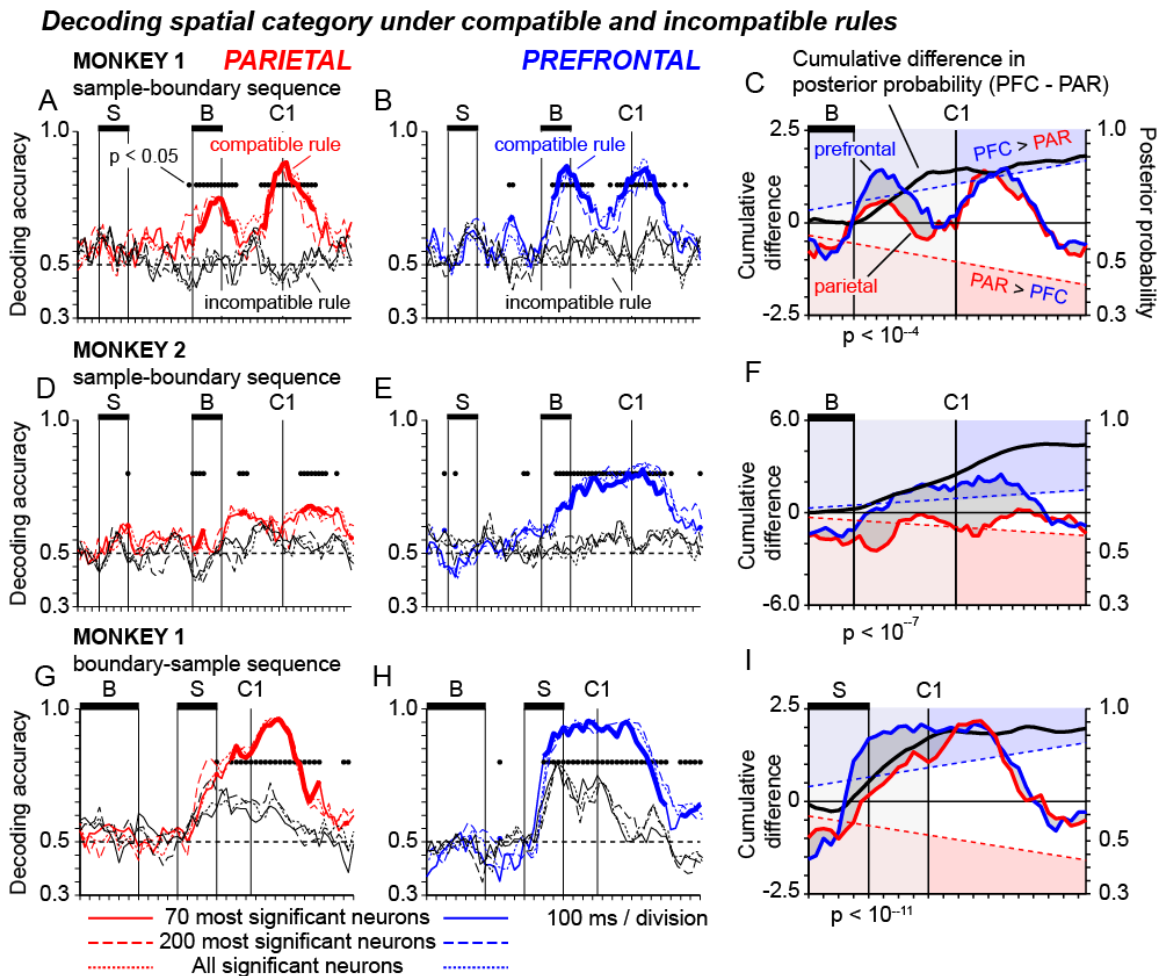 Decoding spatial category under compatible and incompatible rules
MONKEY 1
PARIETAL
PREFRONTAL
sample-boundary sequence
Cumulative difference in
posterior probability (PFC - PAR)
A
S
B
C1
1.0
0.5
0.3
Decoding accuracy
p < 0.05
compatible rule
incompatible rule
B
S
B
C1
1.0
0.5
0.3
compatible rule
incompatible rule
C
B
C1
2.5
0
-2.5
Cumulative
difference
prefrontal
parietal
PFC > PAR
PAR > PFC
1.0
0.5
0.3
Posterior probability
p < 10⁻⁴
MONKEY 2
sample-boundary sequence
D
S
B
C1
1.0
0.5
0.3
Decoding accuracy
E
S
B
C1
1.0
0.5
0.3
F
B
C1
6.0
0
-6.0
Cumulative
difference
1.0
0.5
0.3
p < 10⁻⁷
MONKEY 1
boundary-sample sequence
G
B
S
C1
1.0
0.5
0.3
Decoding accuracy
H
B
S
C1
1.0
0.5
0.3
I
S
C1
2.5
0
-2.5
Cumulative
difference
1.0
0.5
0.3
p < 10⁻¹¹
70 most significant neurons
100 ms / division
200 most significant neurons
All significant neurons